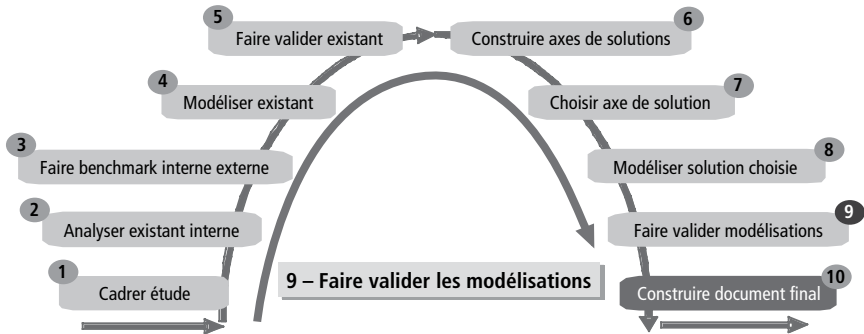 5
Faire valider existant
6
Construire axes de solutions
4
Modéliser existant
7
Choisir axe de solution
3
Faire benchmark interne externe
8
Modéliser solution choisie
2
Analyser existant interne
9
Faire valider modélisations
1
Cadrer étude
9 – Faire valider les modélisations
10
Construire document final